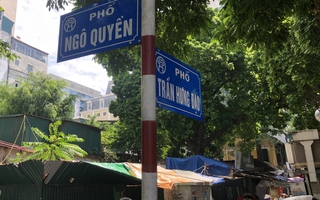 PHỐ
NGÔ QUYỀN
PHỐ
TRẦN HƯNG ĐẠO